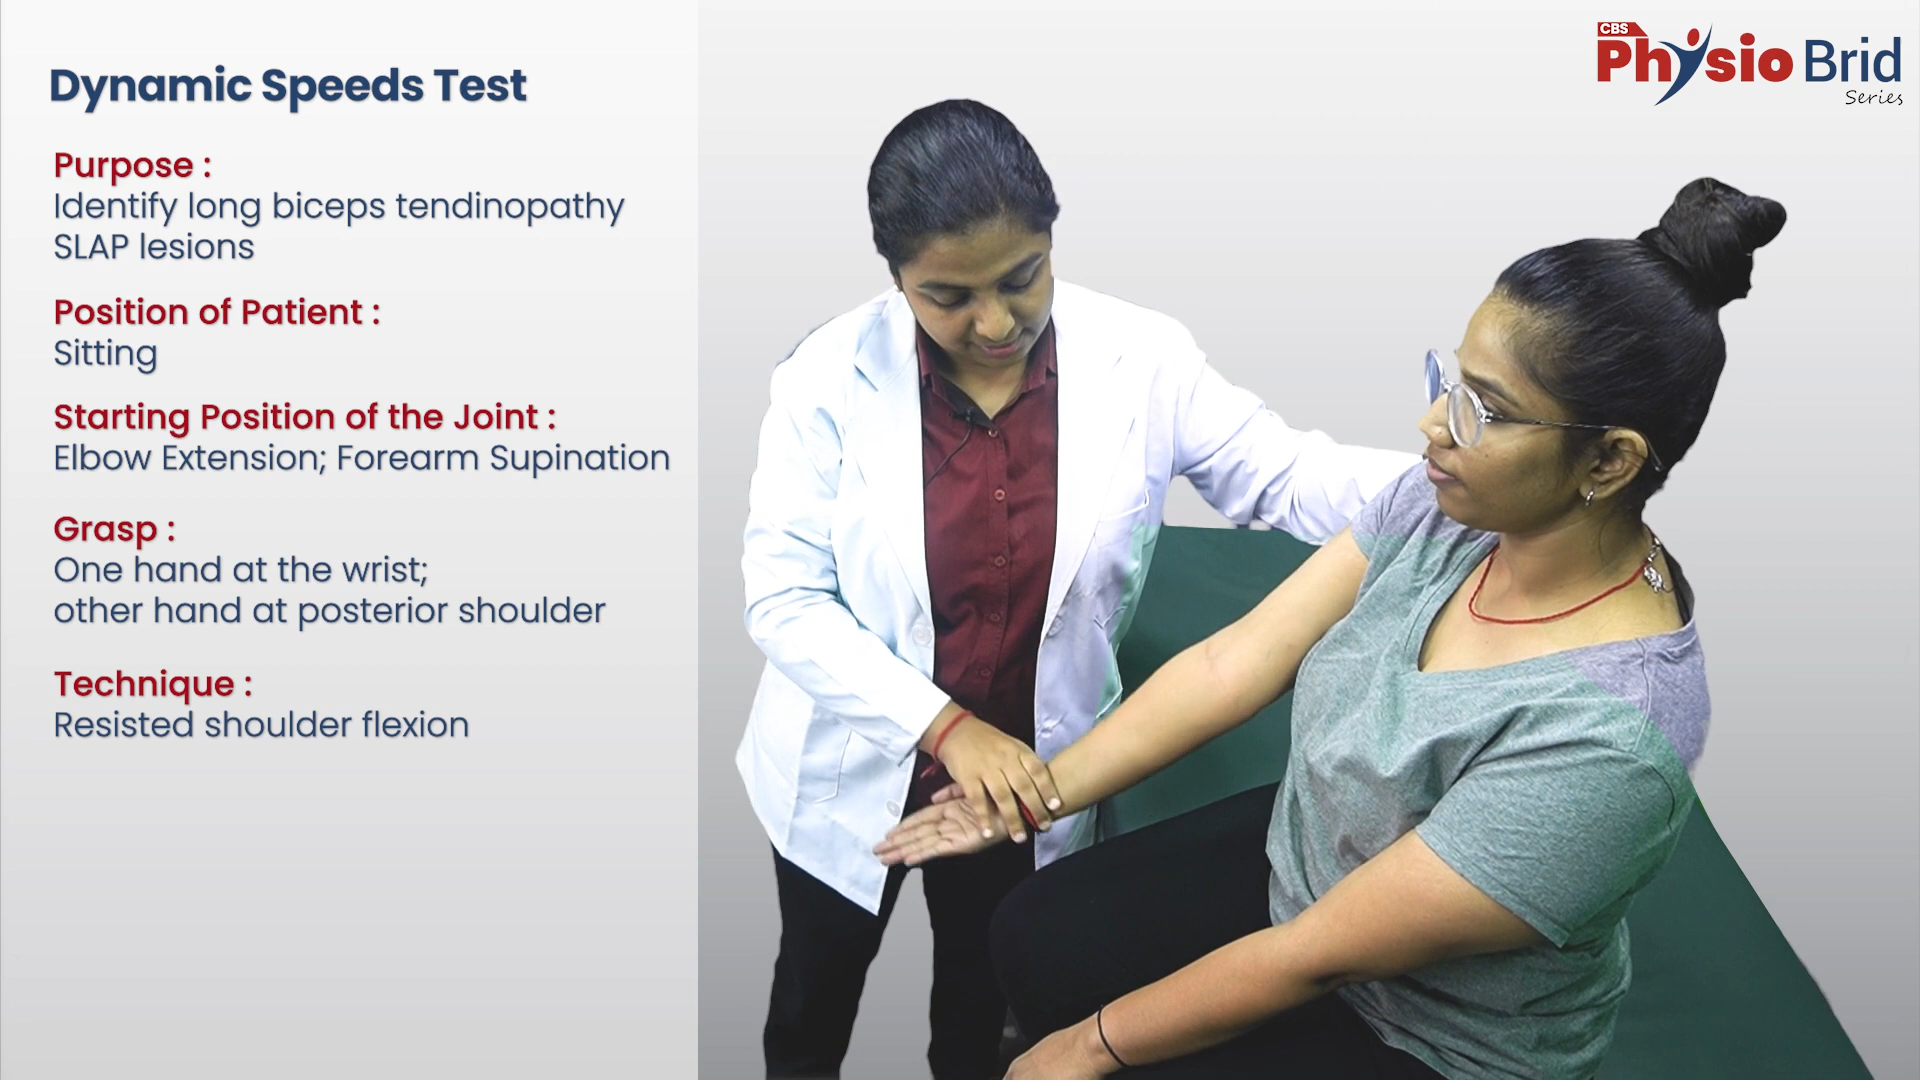 Dynamic Speeds Test
Purpose :
Identify long biceps tendinopathy
SLAP lesions
Position of Patient :
Sitting
Starting Position of the Joint :
Elbow Extension; Forearm Supination
Grasp :
One hand at the wrist;
other hand at posterior shoulder
Technique :
Resisted shoulder flexion
CBS
Physio Brid
Series